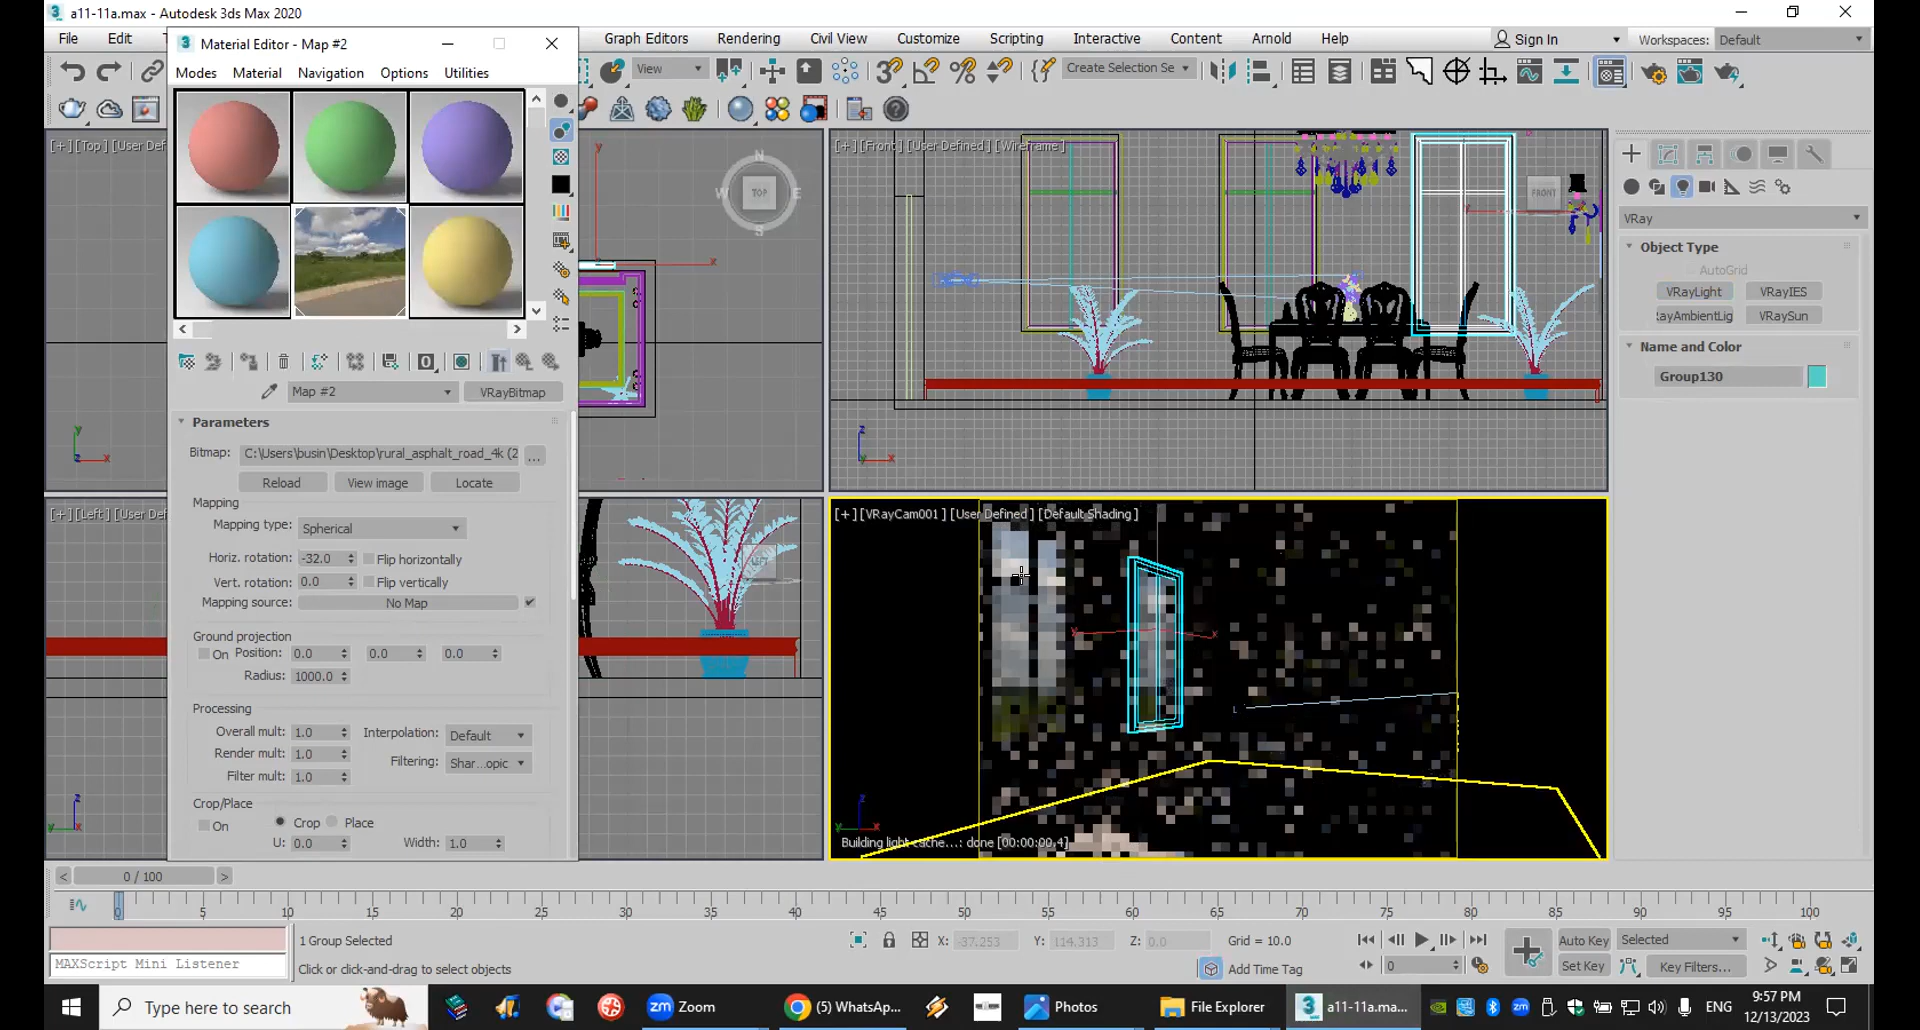 a11-11a.max - Autodesk 3ds Max 2020
File Edit
Graph Editors Rendering Civil View Customize Scripting Interactive Content Arnold Help
Sign In
Workspaces: Default
Material Editor - Map #2
Modes Material Navigation Options Utilities
View
Create Selection Se
Map #2
VRayBitmap
Parameters
Bitmap: C:\Users\busin\Desktop\rural_asphalt_road_4k (2 ...
Reload View image Locate
Mapping
Mapping type: Spherical
Horiz. rotation: -32.0 Flip horizontally
Vert. rotation: 0.0 Flip vertically
Mapping source: No Map
Ground projection
On Position: 0.0 0.0 0.0
Radius: 1000.0
Processing
Overall mult: 1.0 Interpolation: Default
Render mult: 1.0
Filtering: Shar...opic
Filter mult: 1.0
Crop/Place
On Crop Place
U: 0.0 Width: 1.0
[+] [Top] [User Def
N
W TOP E
S
y
x
y
z x
[+] [Front] [User Defined] [Wireframe]
FRONT
z
x
[+] [Left] [User Def
z
y x
[+] [VRayCam001] [User Defined] [Default Shading]
x x
z
y x
Building light cache...: done [00:00:00.4]
VRay
Object Type
AutoGrid
VRayLight VRayIES
ayAmbientLig VRaySun
Name and Color
Group130
< 0 / 100 >
0 5 10 15 20 25 30 35 40 45 50 55 60 65 70 75 80 85 90 95 100
1 Group Selected
X: -37.253 Y: 114.313 Z: 0.0 Grid = 10.0
Auto Key Selected
MAXScript Mini Listener
Click or click-and-drag to select objects
Add Time Tag
0
Set Key Key Filters...
Type here to search
zm Zoom
(5) WhatsAp...
Photos
File Explorer
3 a11-11a.ma...
zm
ENG
9:57 PM
12/13/2023